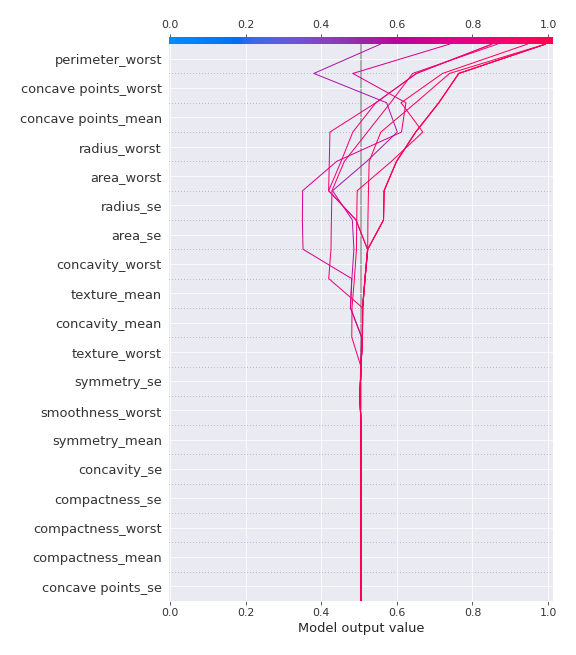 0.0 0.2 0.4 0.6 0.8 1.0
perimeter_worst
concave points_worst
concave points_mean
radius_worst
area_worst
radius_se
area_se
concavity_worst
texture_mean
concavity_mean
texture_worst
symmetry_se
smoothness_worst
symmetry_mean
concavity_se
compactness_se
compactness_worst
compactness_mean
concave points_se
0.0 0.2 0.4 0.6 0.8 1.0
Model output value